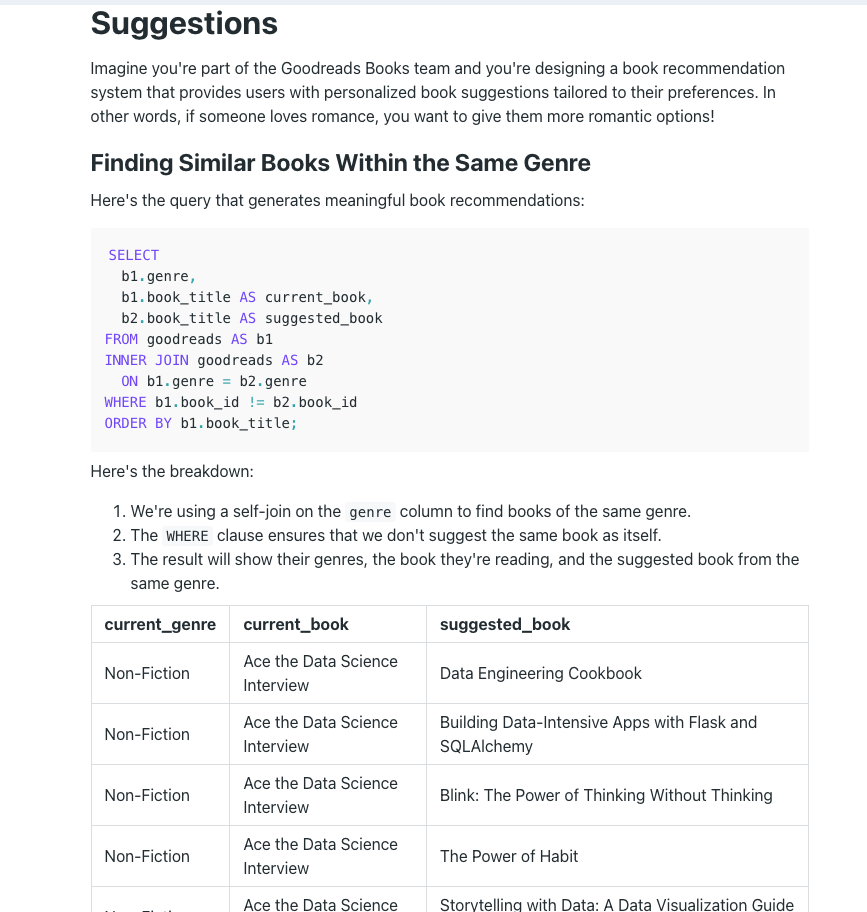 Suggestions
Imagine you're part of the Goodreads Books team and you're designing a book recommendation
system that provides users with personalized book suggestions tailored to their preferences. In
other words, if someone loves romance, you want to give them more romantic options!
Finding Similar Books Within the Same Genre
Here's the query that generates meaningful book recommendations:
SELECT
b1.genre,
b1.book_title AS current_book,
b2.book_title AS suggested_book
FROM goodreads AS b1
INNER JOIN goodreads AS b2
ON b1.genre = b2.genre
WHERE b1.book_id != b2.book_id
ORDER BY b1.book_title;
Here's the breakdown:
1. We're using a self-join on the genre column to find books of the same genre.
2. The WHERE clause ensures that we don't suggest the same book as itself.
3. The result will show their genres, the book they're reading, and the suggested book from the
same genre.
current_genre current_book suggested_book
Non-Fiction
Ace the Data Science
Interview
Data Engineering Cookbook
Non-Fiction
Ace the Data Science
Interview
Building Data-Intensive Apps with Flask and
SQLAlchemy
Non-Fiction
Ace the Data Science
Interview
Blink: The Power of Thinking Without Thinking
Non-Fiction
Ace the Data Science
Interview
The Power of Habit
Ace the Data Science
Storytelling with Data: A Data Visualization Guide